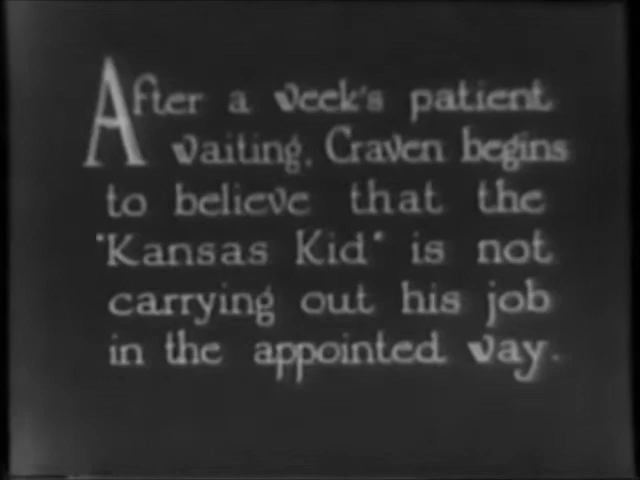 After a week's patient
waiting, Craven begins
to believe that the
"Kansas Kid" is not
carrying out his job
in the appointed way.